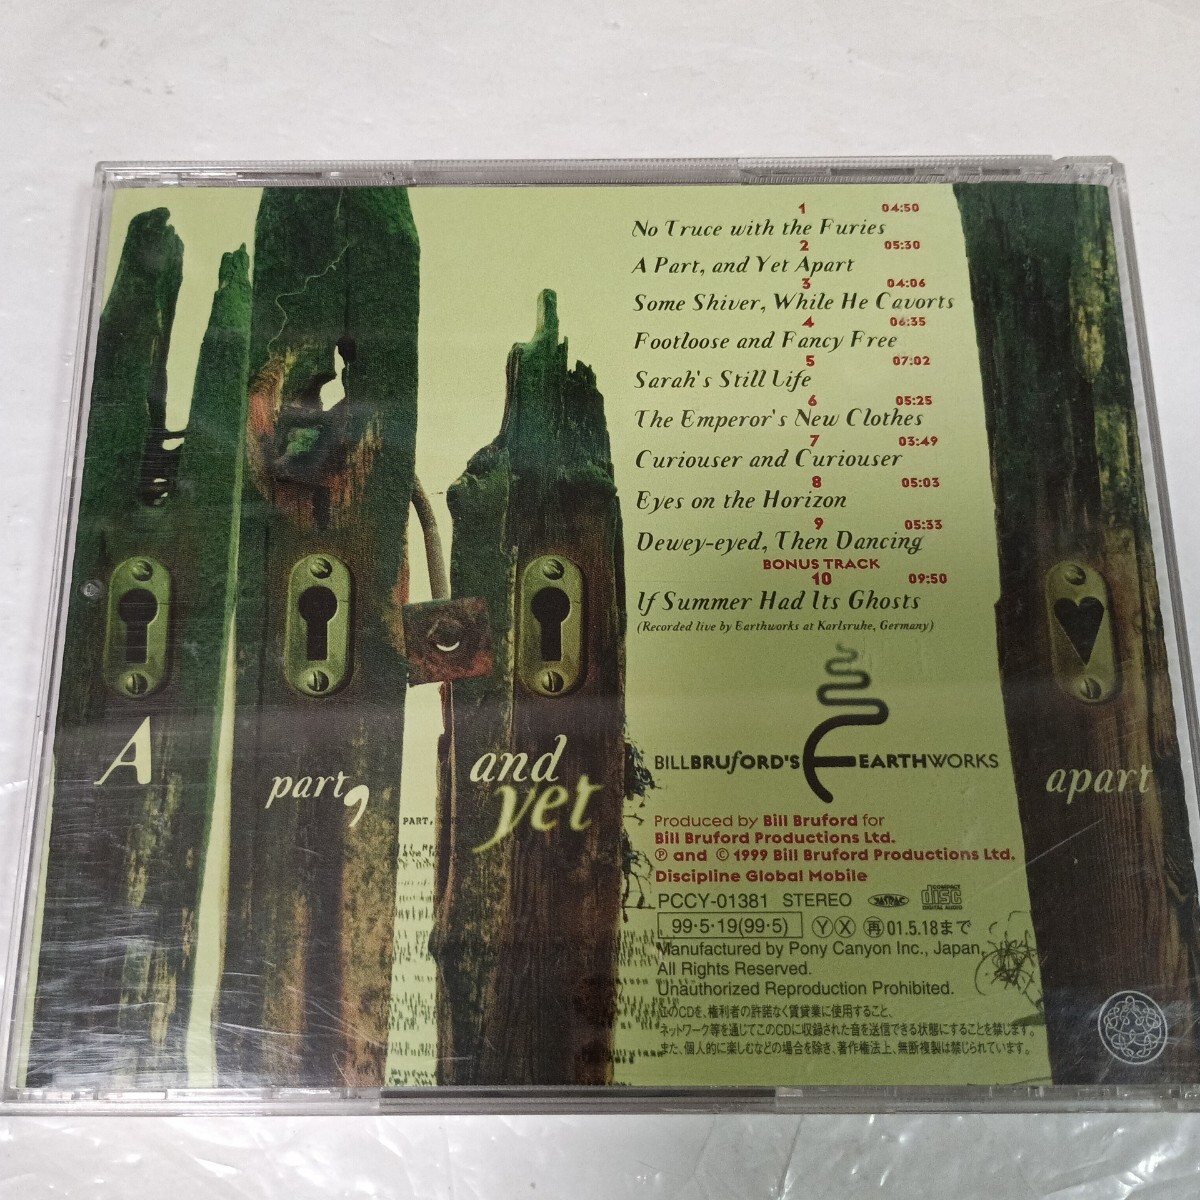 1 04:50
No Truce with the Furies
2 05:30
A Part, and Yet Apart
3 04:06
Some Shiver, While He Cavorts
4 06:35
Footloose and Fancy Free
5 07:02
Sarah's Still Life
6 05:25
The Emperor's New Clothes
7 03:49
Curiouser and Curiouser
8 05:03
Eyes on the Horizon
9 05:33
Dewey-eyed, Then Dancing
BONUS TRACK
10 09:50
If Summer Had Its Ghosts
(Recorded live by Earthworks at Karlsruhe, Germany)
A
part,
and
yet
apart
BILL BRUFORD'S EARTHWORKS
Produced by Bill Bruford for
Bill Bruford Productions Ltd.
℗ and © 1999 Bill Bruford Productions Ltd.
Discipline Global Mobile
PCCY-01381 STEREO
COMPACT
disc
DIGITAL AUDIO
99・5・19(99・5) Ⓨ Ⓧ ㊢再 01.5.18まで
Manufactured by Pony Canyon Inc., Japan,
All Rights Reserved.
Unauthorized Reproduction Prohibited.
このCDを、権利者の許諾なく賃貸業に使用すること、
ネットワーク等を通じてこのCDに収録された音を送信できる状態にすることを禁じます。
また、個人的に楽しむなどの場合を除き、著作権法上、無断複製は禁じられています。